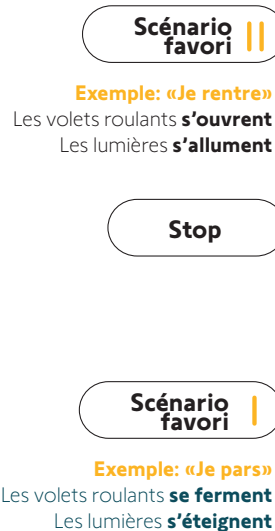 Scénario
favori ||
Exemple: «Je rentre»
Les volets roulants s'ouvrent
Les lumières s'allument
Stop
Scénario
favori |
Exemple: «Je pars»
Les volets roulants se ferment
Les lumières s'éteignent